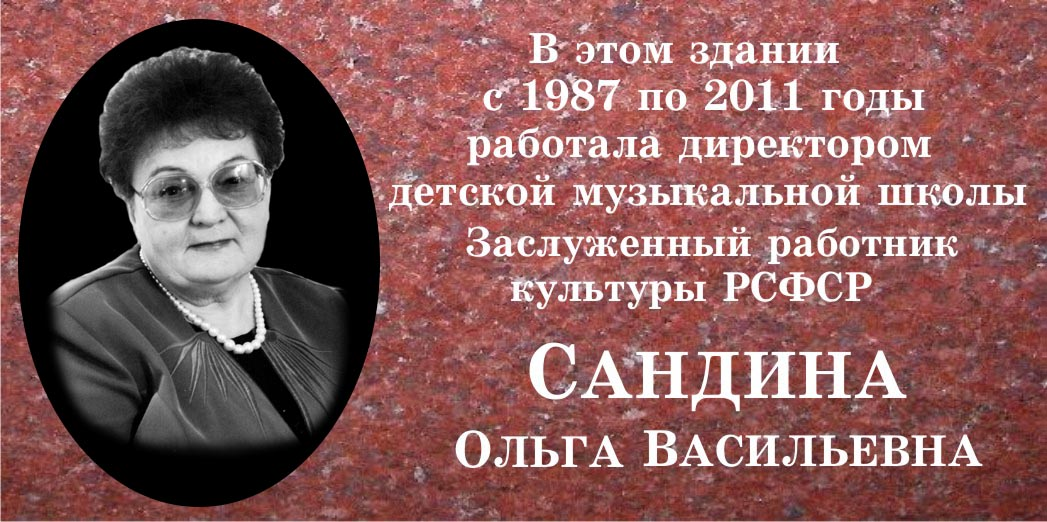 В этом здании
с 1987 по 2011 годы
работала директором
детской музыкальной школы
Заслуженный работник
культуры РСФСР
САНДИНА
ОЛЬГА ВАСИЛЬЕВНА